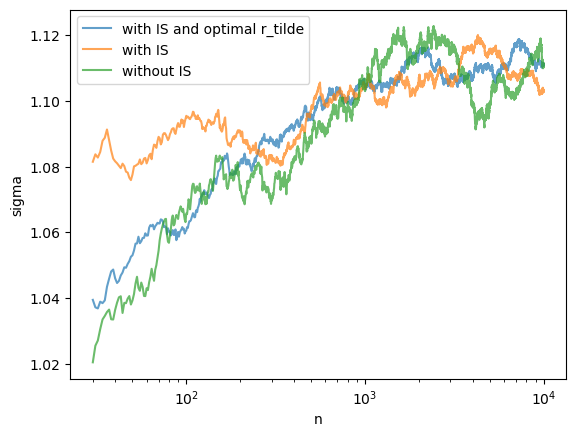 with IS and optimal r_tilde
with IS
without IS
1.12
1.10
1.08
1.06
1.04
1.02
sigma
10²
10³
10⁴
n